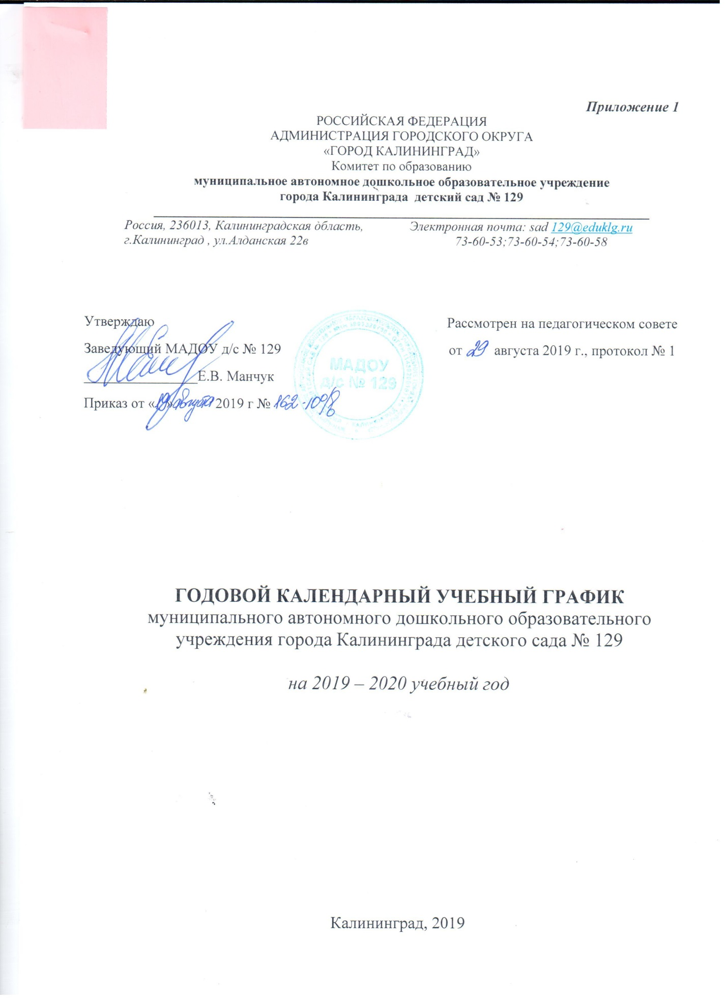 Приложение 1
РОССИЙСКАЯ ФЕДЕРАЦИЯ
АДМИНИСТРАЦИЯ ГОРОДСКОГО ОКРУГА
«ГОРОД КАЛИНИНГРАД»
Комитет по образованию
муниципальное автономное дошкольное образовательное учреждение
города Калининграда детский сад № 129
Россия, 236013, Калининградская область,
г.Калининград , ул.Алданская 22в
Электронная почта: sad 129@eduklg.ru
73-60-53;73-60-54;73-60-58
Утверждаю
Заведующий МАДОУ д/с № 129
Е.В. Манчук
Приказ от « » августа 2019 г № 162
Рассмотрен на педагогическом совете
от 29 августа 2019 г., протокол № 1
МАДОУ
д/с № 129
ГОДОВОЙ КАЛЕНДАРНЫЙ УЧЕБНЫЙ ГРАФИК
муниципального автономного дошкольного образовательного
учреждения города Калининграда детского сада № 129
на 2019 – 2020 учебный год
Калининград, 2019